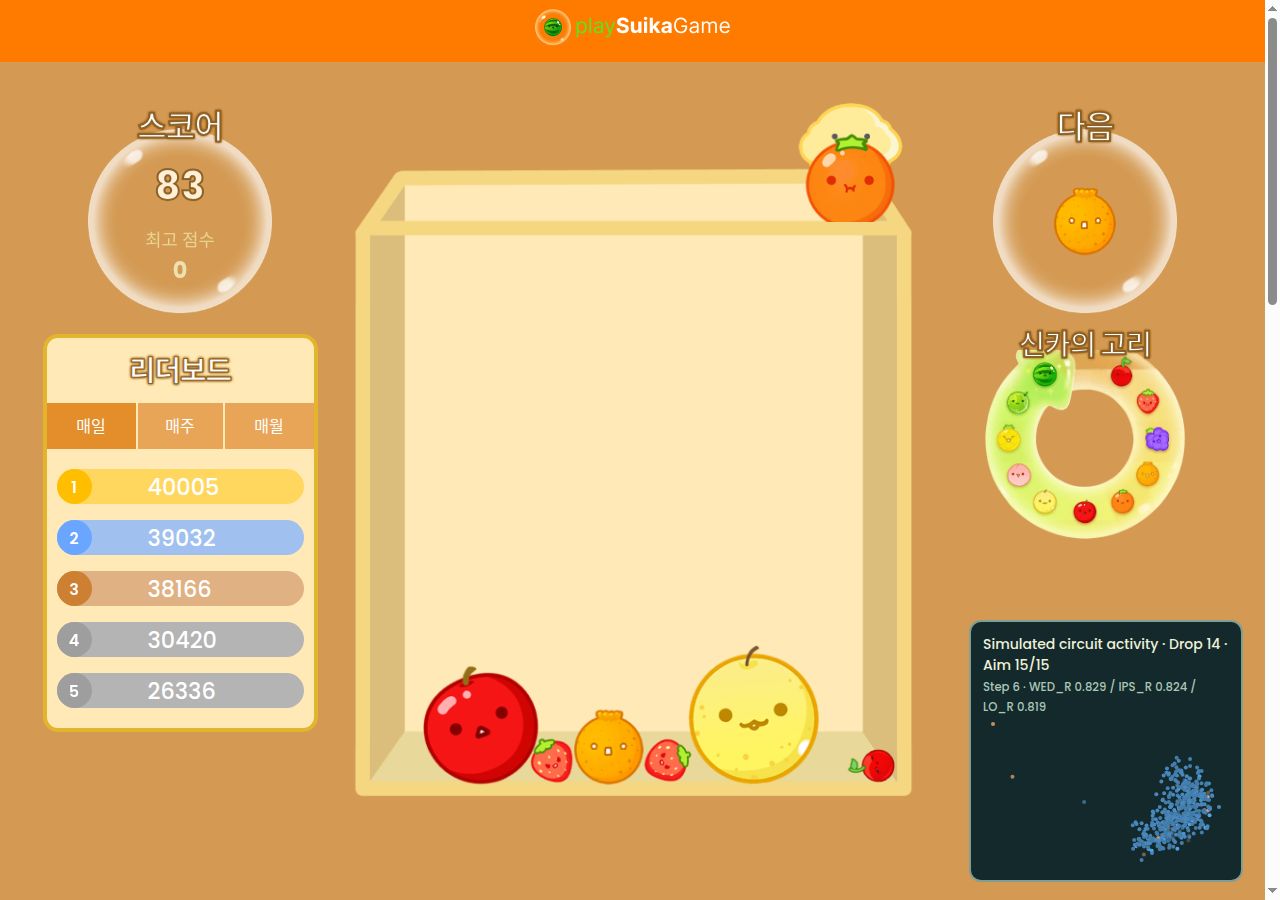 playSuikaGame
스코어
83
최고 점수
0
리더보드
매일 매주 매월
1 40005
2 39032
3 38166
4 30420
5 26336
다음
신카의 고리
Simulated circuit activity · Drop 14 ·
Aim 15/15
Step 6 · WED_R 0.829 / IPS_R 0.824 /
LO_R 0.819